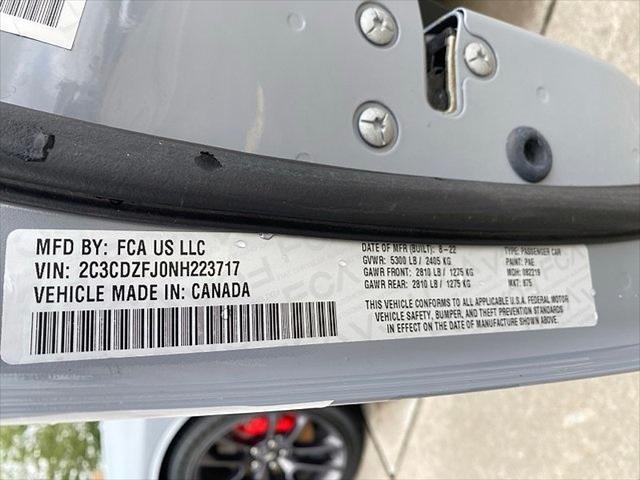 MFD BY: FCA US LLC
VIN: 2C3CDZFJ0NH223717
VEHICLE MADE IN: CANADA
DATE OF MFR (BUILT): 8-22
GVWR: 5300 LB / 2405 KG
GAWR FRONT: 2810 LB / 1275 KG
GAWR REAR: 2810 LB / 1275 KG
TYPE: PASSENGER CAR
PAINT: PAE
MDH: 082219
MKT: 875
THIS VEHICLE CONFORMS TO ALL APPLICABLE U.S.A. FEDERAL MOTOR
VEHICLE SAFETY, BUMPER, AND THEFT PREVENTION STANDARDS
IN EFFECT ON THE DATE OF MANUFACTURE SHOWN ABOVE.